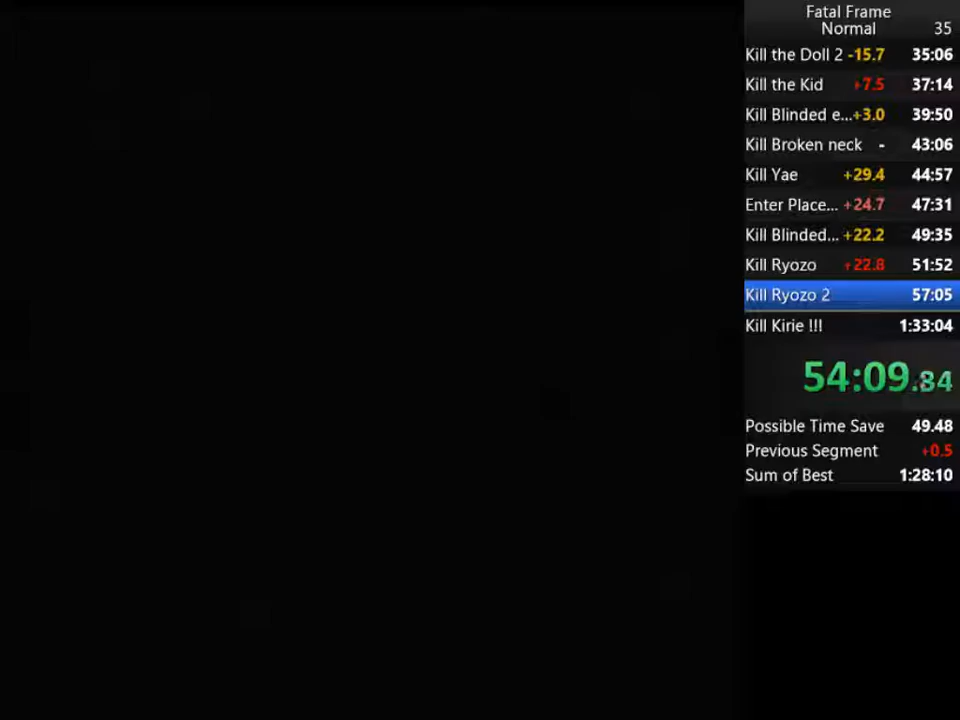 Fatal Frame
Normal 35
Kill the Doll 2 -15.7 35:06
Kill the Kid +7.5 37:14
Kill Blinded e...+3.0 39:50
Kill Broken neck - 43:06
Kill Yae +29.4 44:57
Enter Place... +24.7 47:31
Kill Blinded... +22.2 49:35
Kill Ryozo +22.8 51:52
Kill Ryozo 2 57:05
Kill Kirie !!! 1:33:04
54:09.84
Possible Time Save 49.48
Previous Segment +0.5
Sum of Best 1:28:10